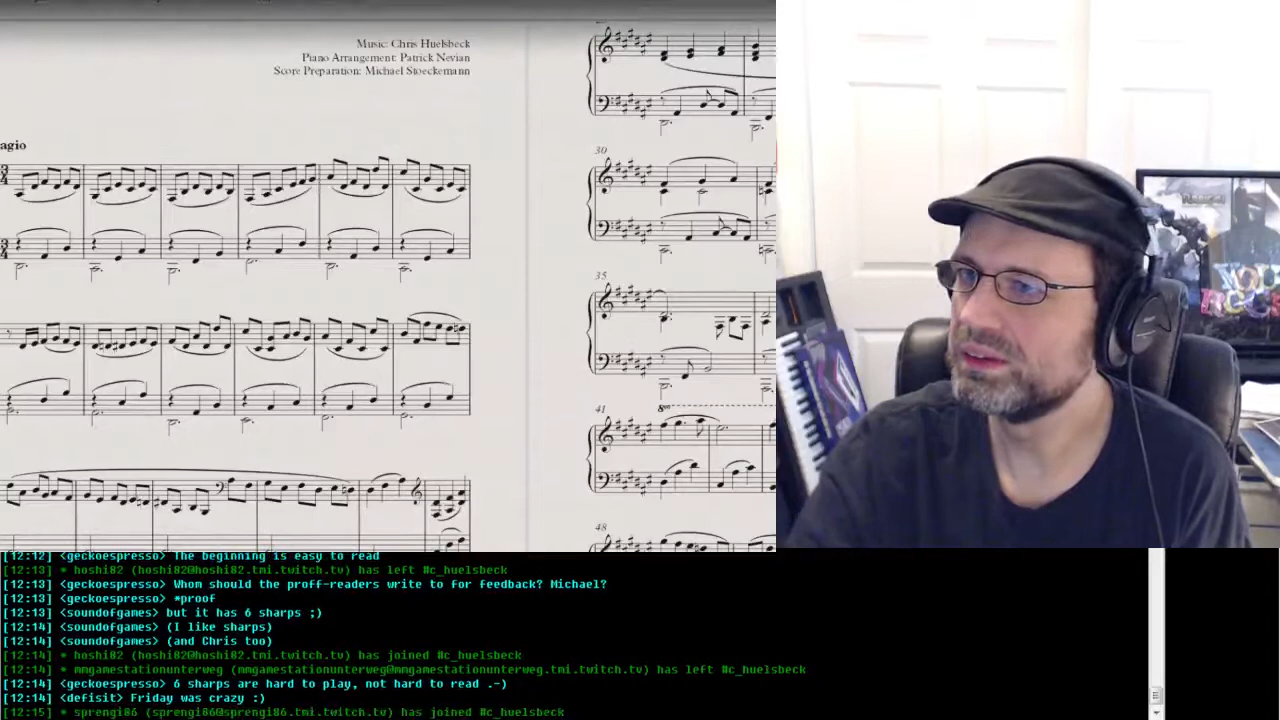 Music: Chris Huelsbeck
Piano Arrangement: Patrick Nevian
Score Preparation: Michael Stoeckemann
agio
30
35
41
48
[12:12] <geckoespresso> The beginning is easy to read
[12:13] * hoshi82 (hoshi82@hoshi82.tmi.twitch.tv) has left #c_huelsbeck
[12:13] <geckoespresso> Whom should the proff-readers write to for feedback? Michael?
[12:13] <geckoespresso> *proof
[12:13] <soundofgames> but it has 6 sharps ;)
[12:14] <soundofgames> (I like sharps)
[12:14] <soundofgames> (and Chris too)
[12:14] * hoshi82 (hoshi82@hoshi82.tmi.twitch.tv) has joined #c_huelsbeck
[12:14] * mmgamestationunterweg (mmgamestationunterweg@mmgamestationunterweg.tmi.twitch.tv) has left #c_huelsbeck
[12:14] <geckoespresso> 6 sharps are hard to play, not hard to read .-)
[12:14] <defisit> Friday was crazy :)
[12:15] * sprengi86 (sprengi86@sprengi86.tmi.twitch.tv) has joined #c_huelsbeck
YOU
ROCK